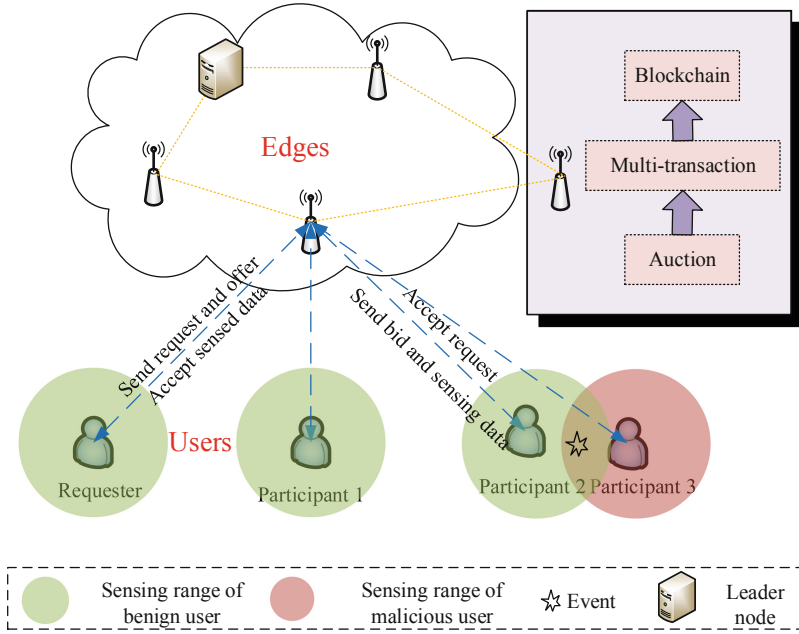 Edges
Blockchain
Multi-transaction
Auction
Send request and offer
Accept sensed data
Accept request
Send bid and sensing data
Users
Requester
Participant 1
Participant 2
Participant 3
Sensing range of
benign user
Sensing range of
malicious user
Event
Leader
node